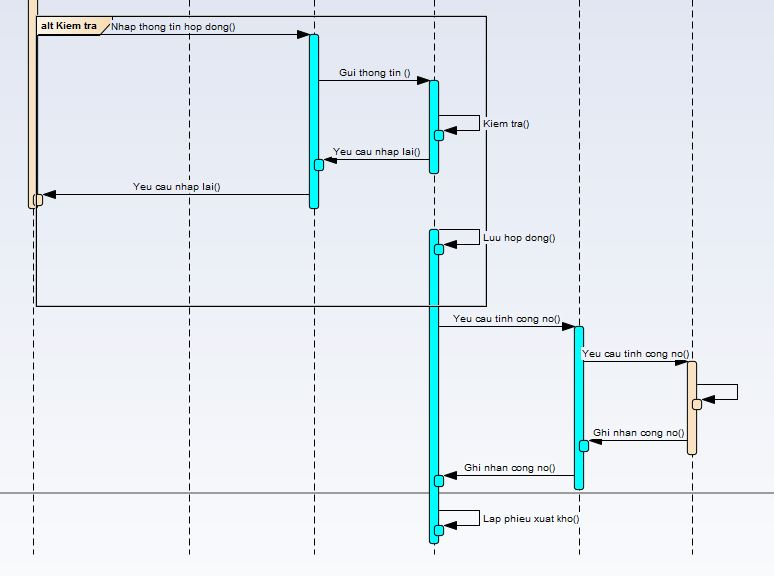 alt Kiem tra
Nhap thong tin hop dong()
Gui thong tin ()
Kiem tra()
Yeu cau nhap lai()
Yeu cau nhap lai()
Luu hop dong()
Yeu cau tinh cong no()
Yeu cau tinh cong no()
Ghi nhan cong no()
Ghi nhan cong no()
Lap phieu xuat kho()